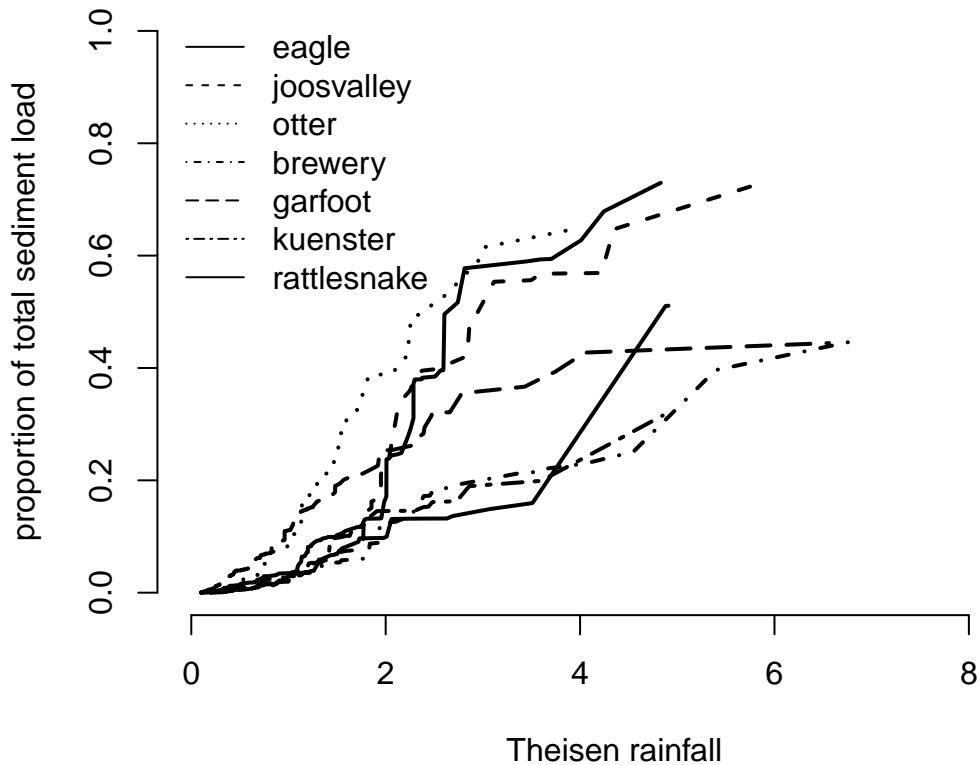 proportion of total sediment load
1.0
0.8
0.6
0.4
0.2
0.0
eagle
joosvalley
otter
brewery
garfoot
kuenster
rattlesnake
0 2 4 6 8
Theisen rainfall